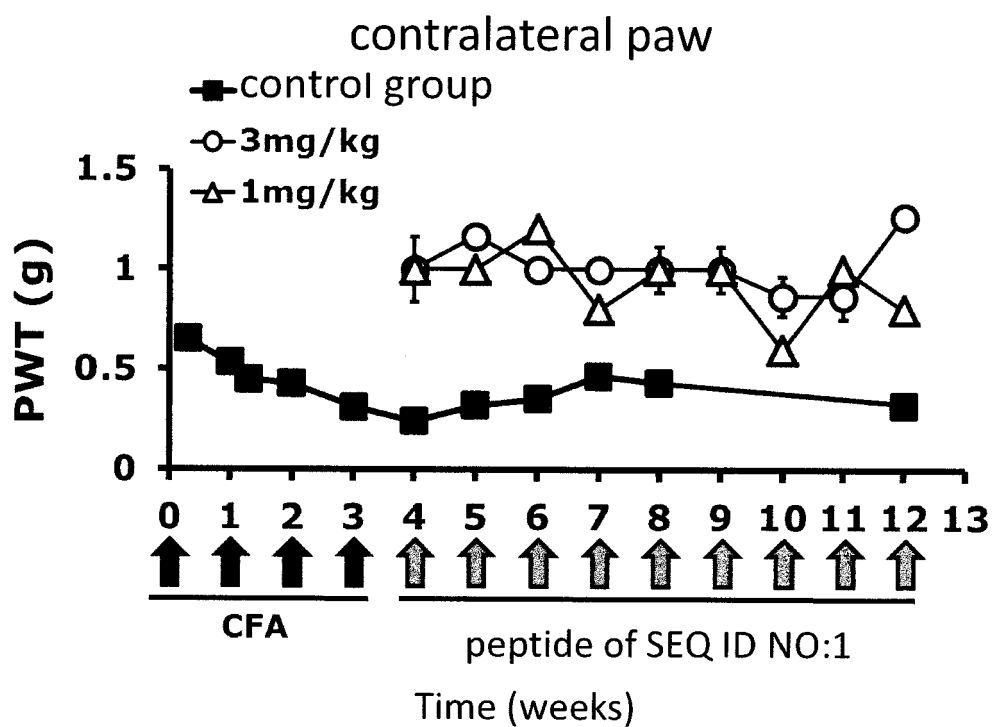 contralateral paw
control group
3mg/kg
1mg/kg
PWT (g)
1.5
1
0.5
0
0 1 2 3 4 5 6 7 8 9 10 11 12 13
CFA
peptide of SEQ ID NO:1
Time (weeks)